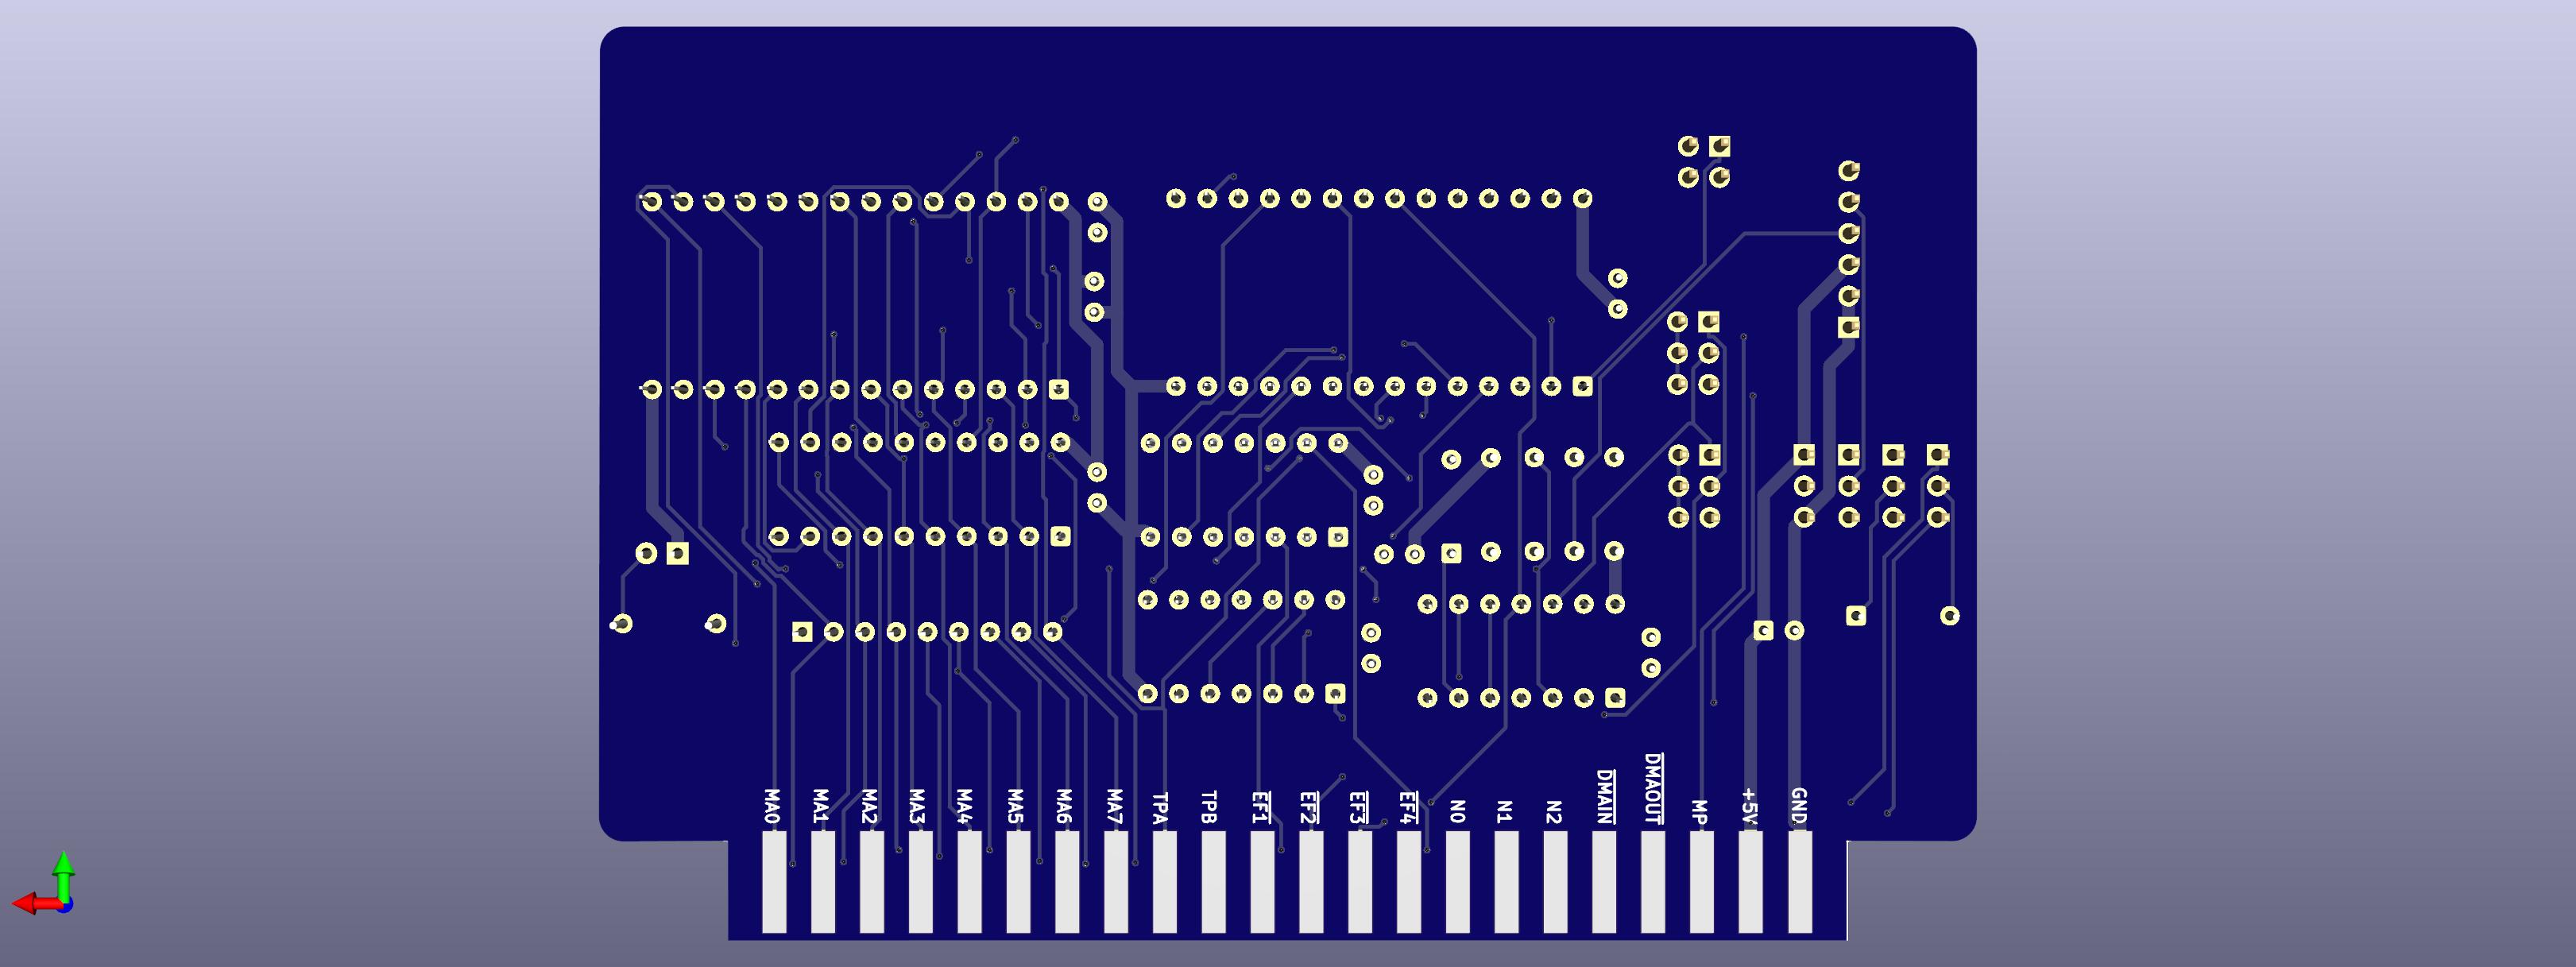 MA0
MA1
MA2
MA3
MA4
MA5
MA6
MA7
TPA
TPB
EF1
EF2
EF3
EF4
N0
N1
N2
DMAIN
DMAOUT
MP
+5V
GND